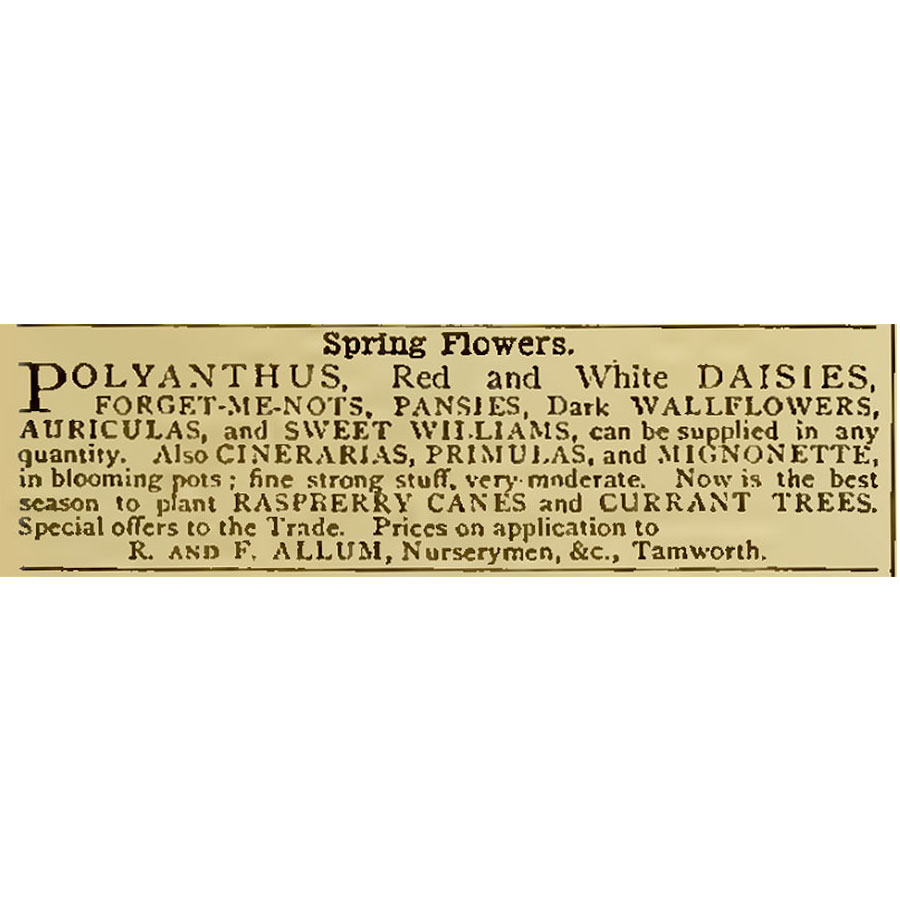 Spring Flowers.
POLYANTHUS, Red and White DAISIES,
FORGET-ME-NOTS, PANSIES, Dark WALLFLOWERS,
AURICULAS, and SWEET WILLIAMS, can be supplied in any
quantity. Also CINERARIAS, PRIMULAS, and MIGNONETTE,
in blooming pots; fine strong stuff, very moderate. Now is the best
season to plant RASPBERRY CANES and CURRANT TREES.
Special offers to the Trade. Prices on application to
R. AND F. ALLUM, Nurserymen, &c., Tamworth.